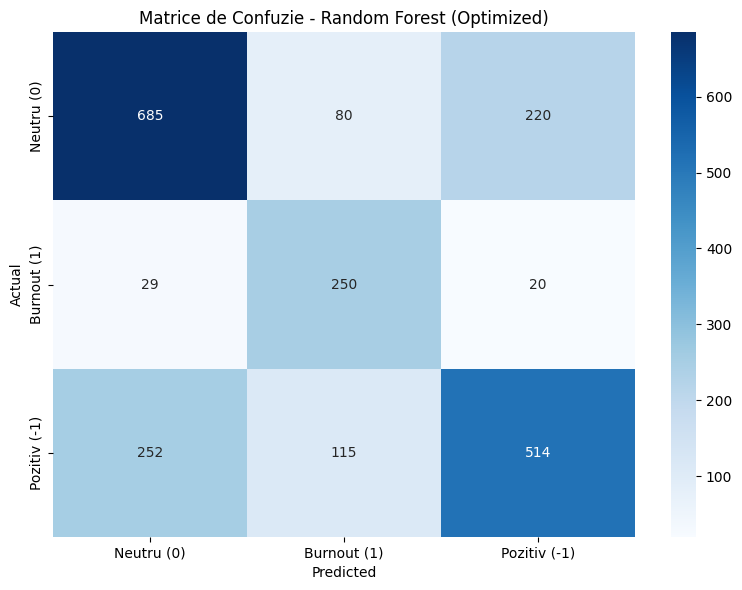 Matrice de Confuzie - Random Forest (Optimized)
Actual
Neutru (0)
685 80 220
Burnout (1)
29 250 20
Pozitiv (-1)
252 115 514
Neutru (0) Burnout (1) Pozitiv (-1)
Predicted
600
500
400
300
200
100